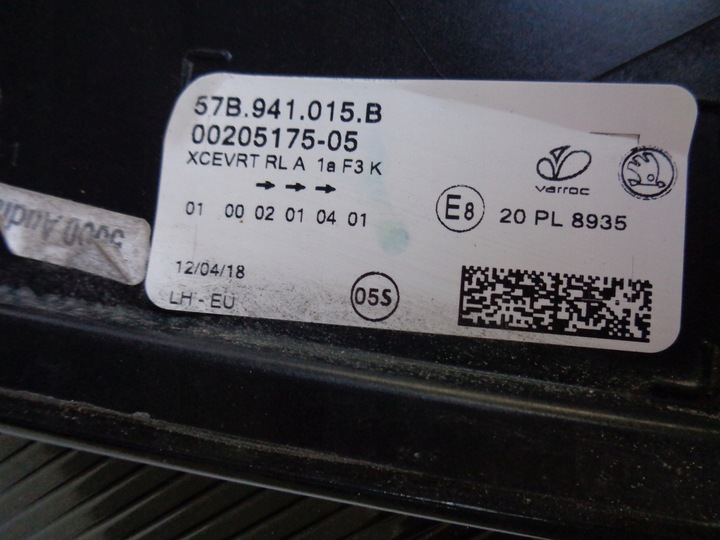 57B.941.015.B
00205175-05
XCEVRT RL A 1a F3 K
01 00 02 01 04 01
E8 20 PL 8935
varroc
12/04/18
LH - EU
05S